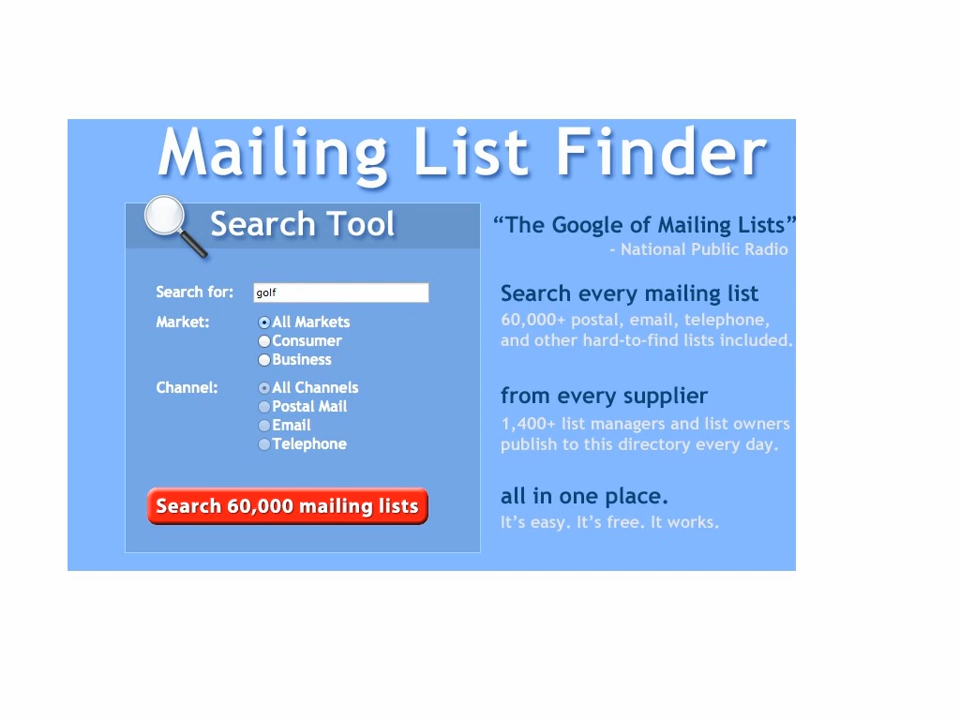 Mailing List Finder
Search Tool
Search for: golf
Market: All Markets
Consumer
Business
Channel: All Channels
Postal Mail
Email
Telephone
Search 60,000 mailing lists
“The Google of Mailing Lists”
- National Public Radio
Search every mailing list
60,000+ postal, email, telephone,
and other hard-to-find lists included.
from every supplier
1,400+ list managers and list owners
publish to this directory every day.
all in one place.
It’s easy. It’s free. It works.